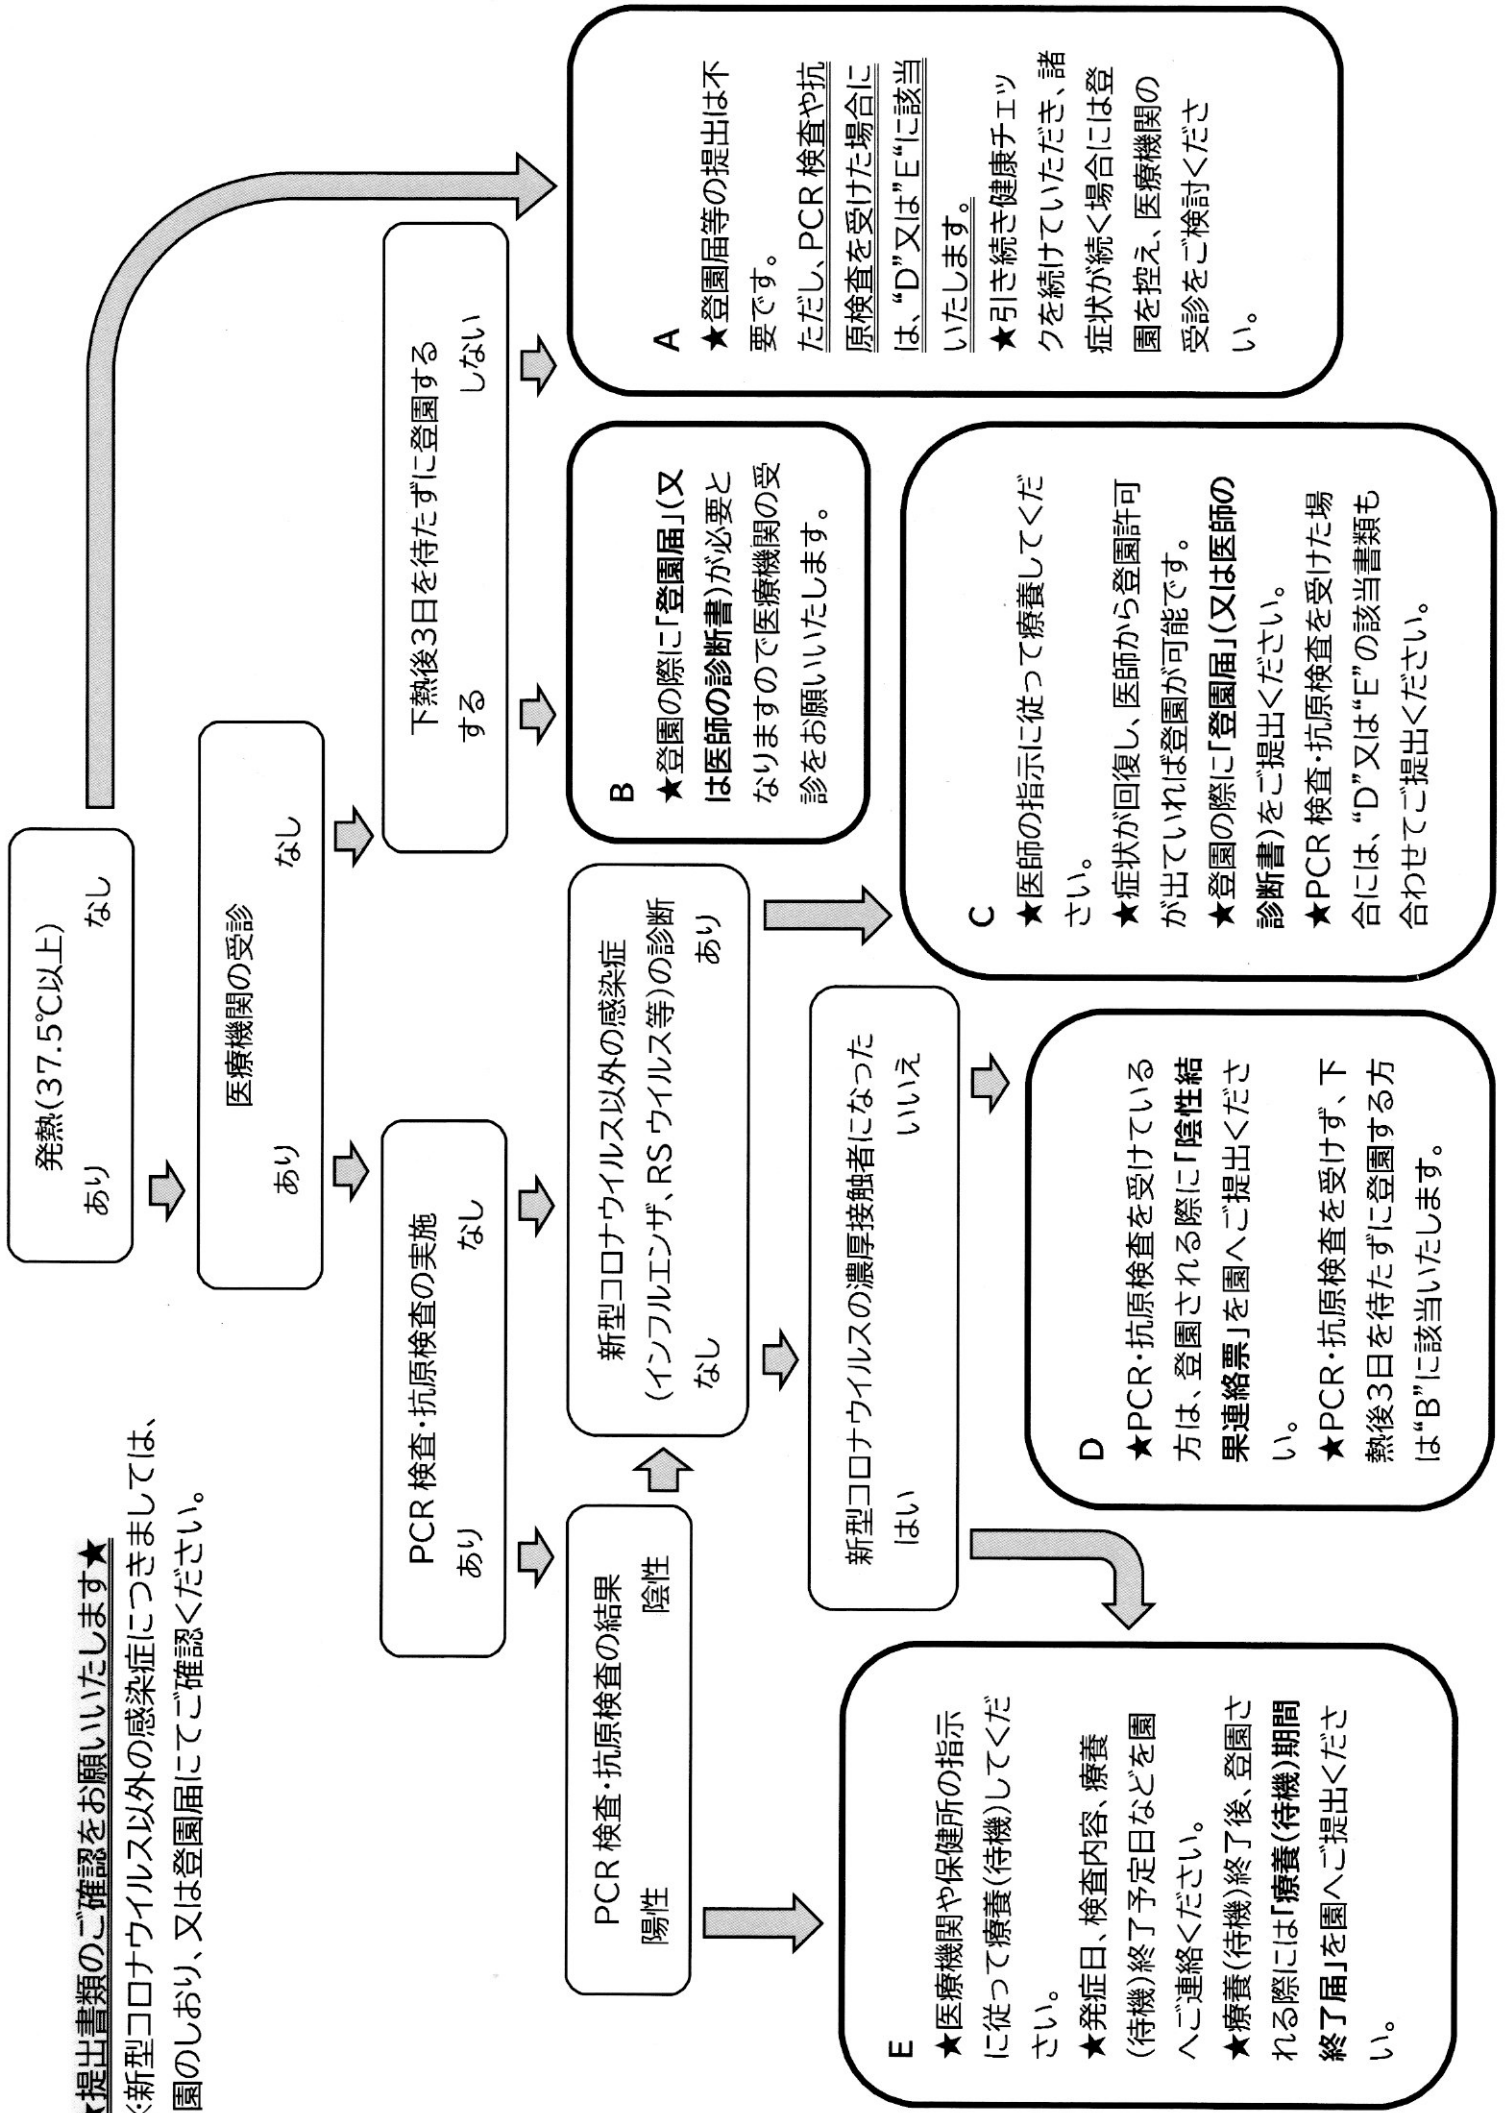 ★提出書類のご確認をお願いいたします★
※新型コロナウイルス以外の感染症につきましては、
園のしおり、又は登園届にてご確認ください。
発熱(37.5℃以上)
あり なし
医療機関の受診
あり なし
PCR検査・抗原検査の実施
あり なし
下熱後3日を待たずに登園する
する しない
PCR検査・抗原検査の結果
陽性 陰性
新型コロナウイルス以外の感染症
(インフルエンザ、RSウイルス等)の診断
なし あり
新型コロナウイルスの濃厚接触者になった
はい いいえ
A
★登園届等の提出は不
要です。
ただし、PCR検査や抗
原検査を受けた場合に
は、“D”又は”E“に該当
いたします。
★引き続き健康チェッ
クを続けていただき、諸
症状が続く場合には登
園を控え、医療機関の
受診をご検討くださ
い。
B
★登園の際に「登園届」(又
は医師の診断書)が必要と
なりますので医療機関の受
診をお願いいたします。
C
★医師の指示に従って療養してくだ
さい。
★症状が回復し、医師から登園許可
が出ていれば登園が可能です。
★登園の際に「登園届」(又は医師の
診断書)をご提出ください。
★PCR検査・抗原検査を受けた場
合には、“D”又は“E”の該当書類も
合わせてご提出ください。
D
★PCR・抗原検査を受けている
方は、登園される際に「陰性結
果連絡票」を園へご提出くださ
い。
★PCR・抗原検査を受けず、下
熱後3日を待たずに登園する方
は“B”に該当いたします。
E
★医療機関や保健所の指示
に従って療養(待機)してくだ
さい。
★発症日、検査内容、療養
(待機)終了予定日などを園
へご連絡ください。
★療養(待機)終了後、登園さ
れる際には「療養(待機)期間
終了届」を園へご提出くださ
い。